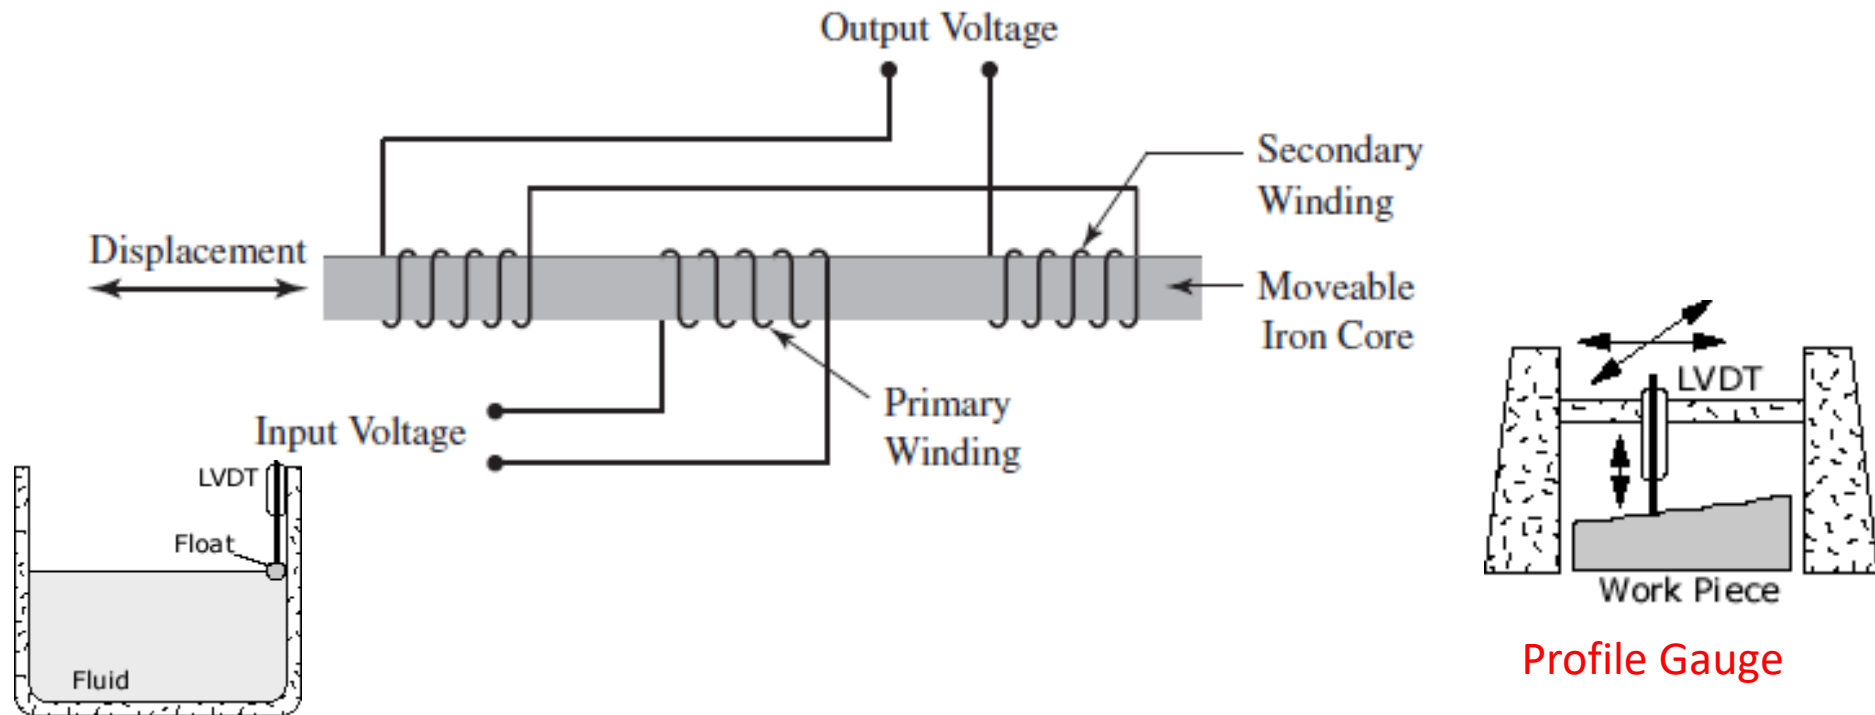 Output Voltage
Secondary
Winding
Displacement
Moveable
Iron Core
Primary
Winding
Input Voltage
LVDT
Float
Fluid
LVDT
Work Piece
Profile Gauge